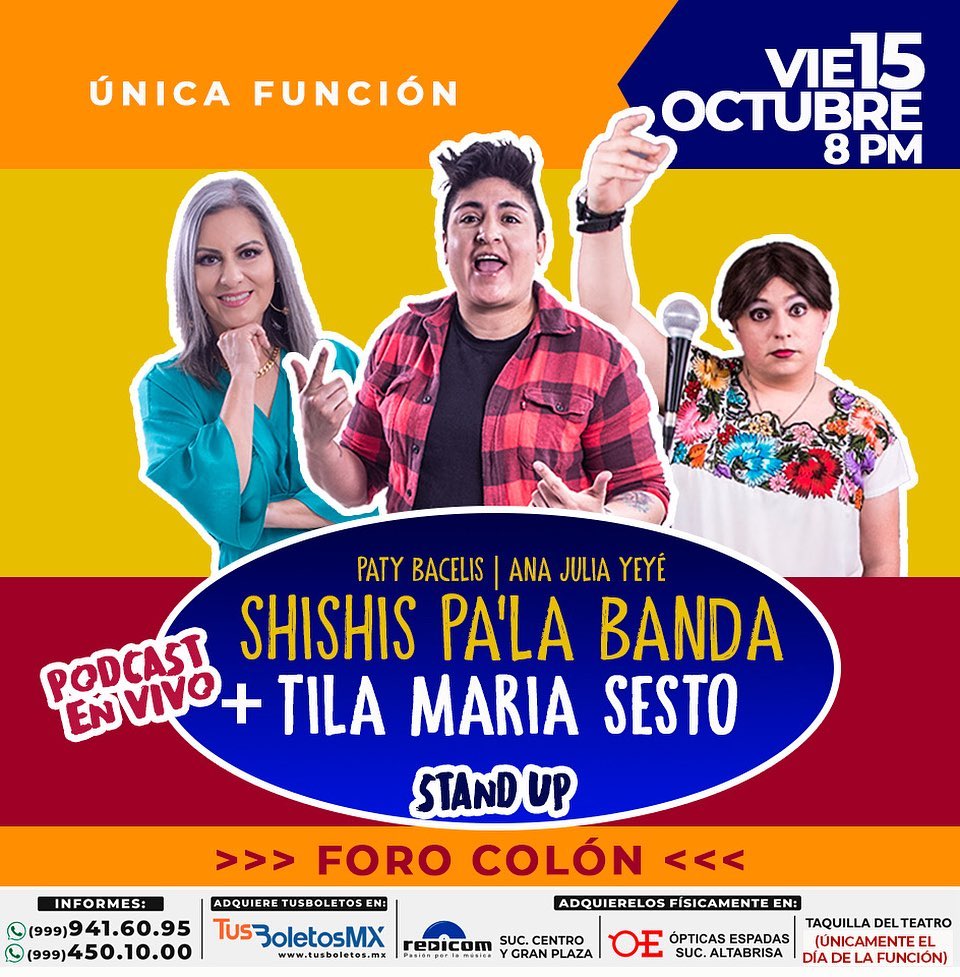 ÚNICA FUNCIÓN
VIE 15
OCTUBRE
8 PM
PATY BACELIS | ANA JULIA YEYÉ
SHISHIS PA'LA BANDA
PODCAST
EN VIVO
+ TILA MARIA SESTO
STAND UP
>>> FORO COLÓN <<<
INFORMES:
(999)941.60.95
(999)450.10.00
ADQUIERE TUSBOLETOS EN:
TusBoletosMX
www.tusboletos.mx
ADQUIERELOS FÍSICAMENTE EN:
redicom
Pasión por la música
SUC. CENTRO
Y GRAN PLAZA
OE
ÓPTICAS ESPADAS
SUC. ALTABRISA
TAQUILLA DEL TEATRO
(ÚNICAMENTE EL
DÍA DE LA FUNCIÓN)